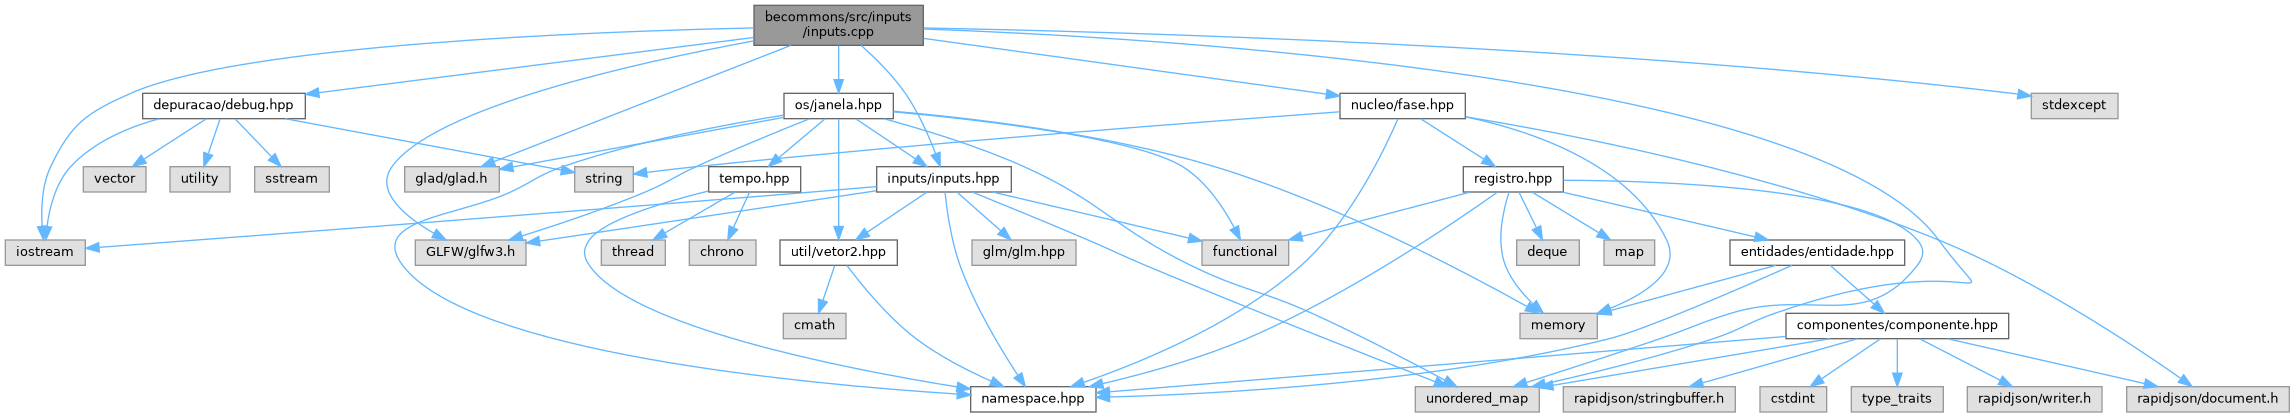 becommons/src/inputs
/inputs.cpp
depuracao/debug.hpp
os/janela.hpp
nucleo/fase.hpp
stdexcept
vector
utility
sstream
string
glad/glad.h
tempo.hpp
inputs/inputs.hpp
registro.hpp
iostream
GLFW/glfw3.h
thread
chrono
util/vetor2.hpp
glm/glm.hpp
functional
deque
map
entidades/entidade.hpp
cmath
memory
componentes/componente.hpp
namespace.hpp
unordered_map
rapidjson/stringbuffer.h
cstdint
type_traits
rapidjson/writer.h
rapidjson/document.h